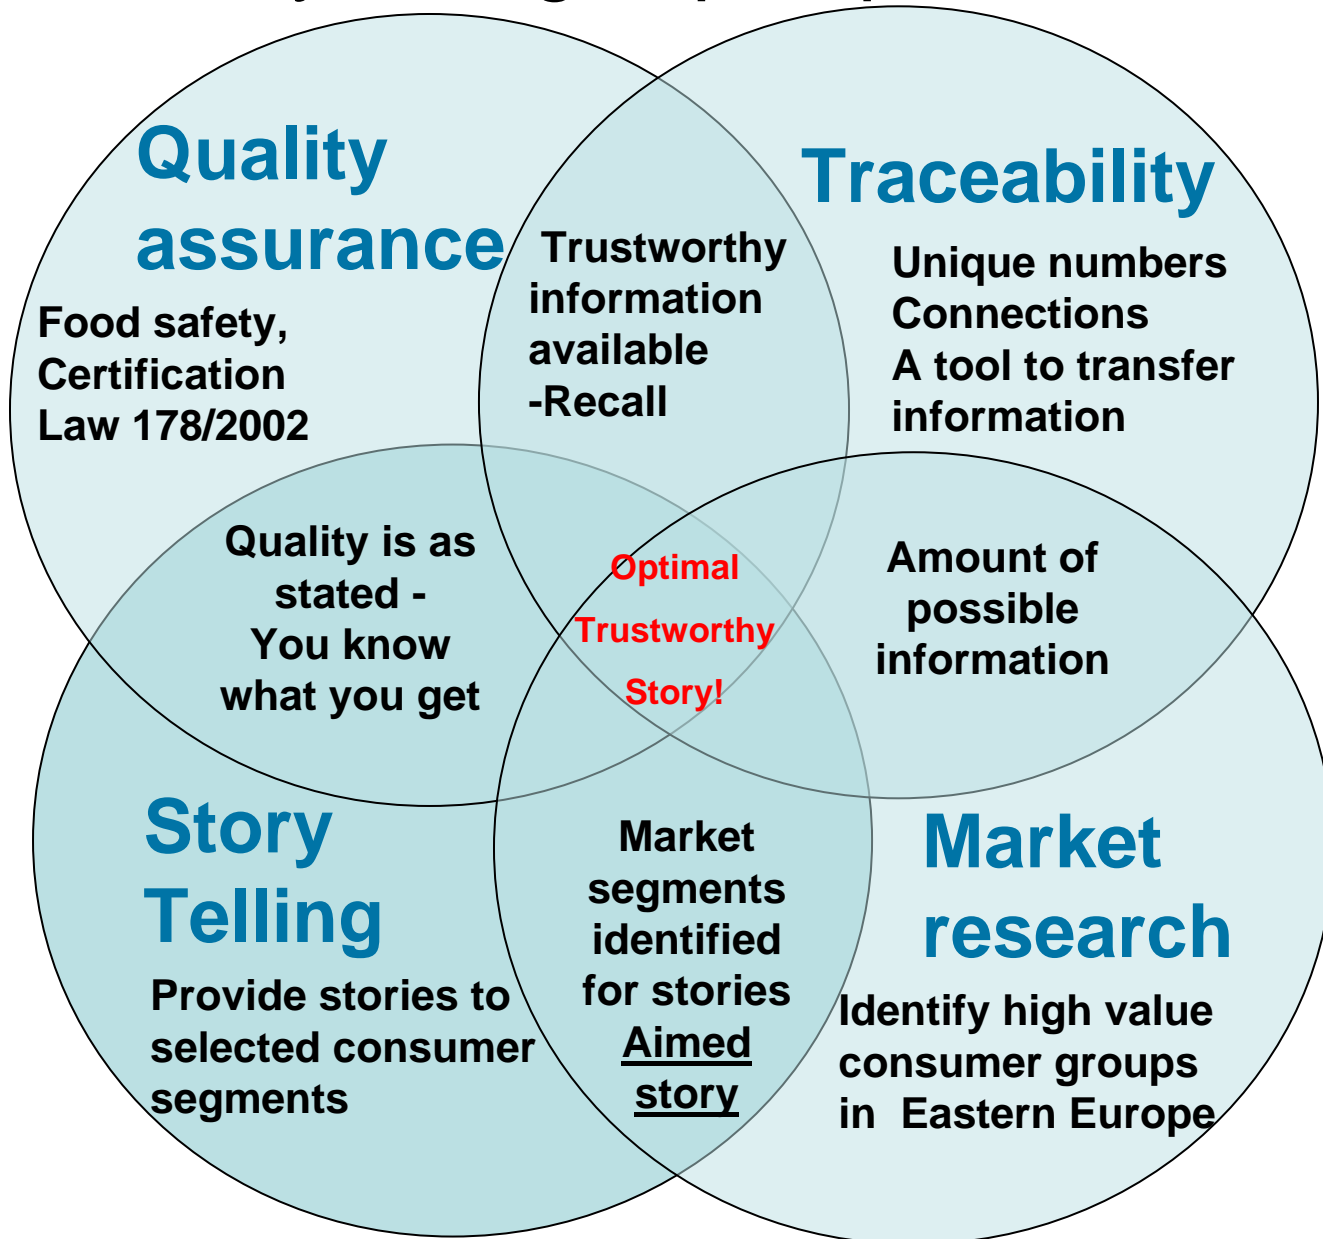 Quality
assurance
Food safety,
Certification
Law 178/2002
Trustworthy
information
available
-Recall
Traceability
Unique numbers
Connections
A tool to transfer
information
Quality is as
stated -
You know
what you get
Optimal
Trustworthy
Story!
Amount of
possible
information
Story
Telling
Provide stories to
selected consumer
segments
Market
segments
identified
for stories
Aimed
story
Market
research
Identify high value
consumer groups
in Eastern Europe